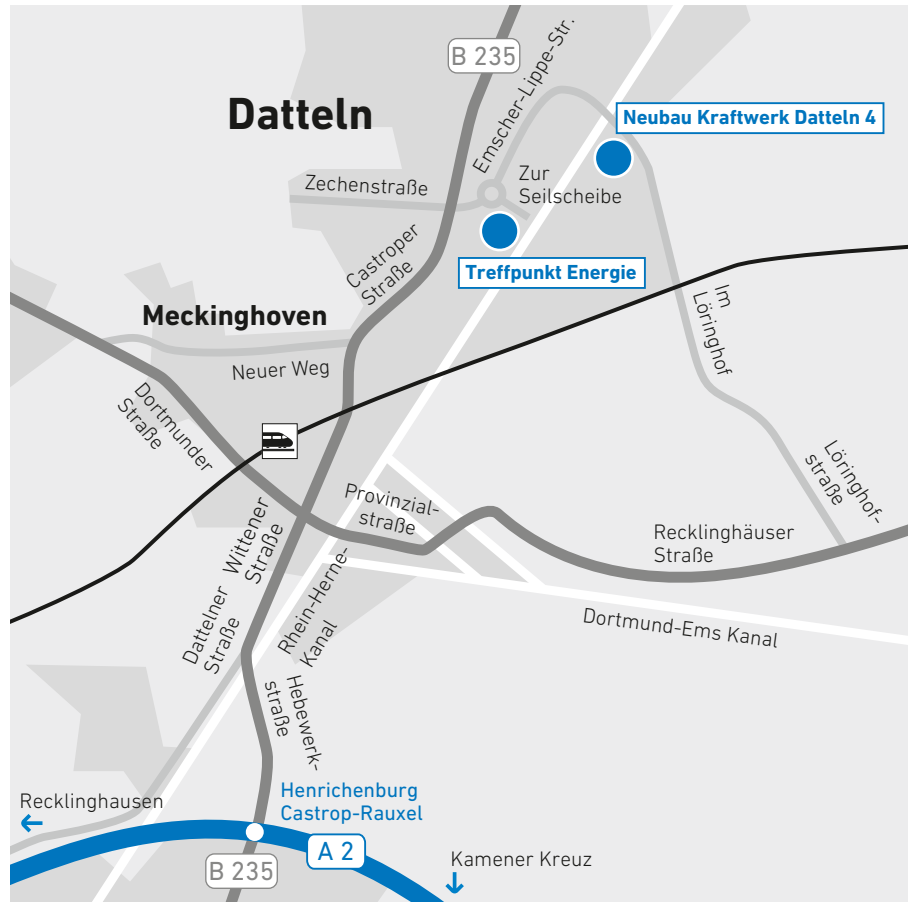 B 235
Emscher-Lippe-Str.
Datteln
Neubau Kraftwerk Datteln 4
Zur
Seilscheibe
Zechenstraße
Castroper
Straße
Treffpunkt Energie
Meckinghoven
Im
Löringhof
Neuer Weg
Dortmunder
Straße
Löringhof-
straße
Provinzial-
straße
Recklinghäuser
Straße
Wittener
Straße
Dattelner
Straße
Rhein-Herne-
Kanal
Dortmund-Ems Kanal
Hebewerk-
straße
Recklinghausen
Henrichenburg
Castrop-Rauxel
A 2
B 235
Kamener Kreuz